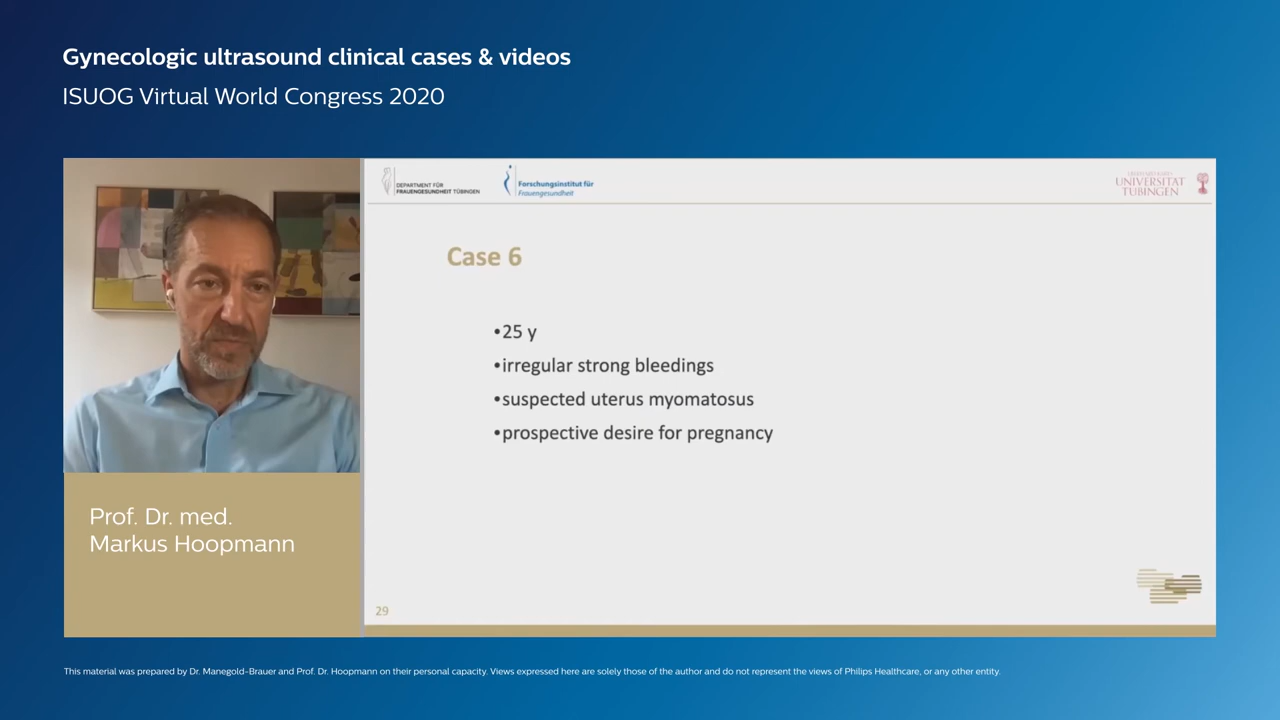 Gynecologic ultrasound clinical cases & videos
ISUOG Virtual World Congress 2020
DEPARTMENT FÜR
FRAUENGESUNDHEIT TÜBINGEN
Forschungsinstitut für
Frauengesundheit
EBERHARD KARLS
UNIVERSITÄT
TÜBINGEN
Case 6
•25 y
•irregular strong bleedings
•suspected uterus myomatosus
•prospective desire for pregnancy
29
Prof. Dr. med.
Markus Hoopmann
This material was prepared by Dr. Manegold-Brauer and Prof. Dr. Hoopmann on their personal capacity. Views expressed here are solely those of the author and do not represent the views of Philips Healthcare, or any other entity.